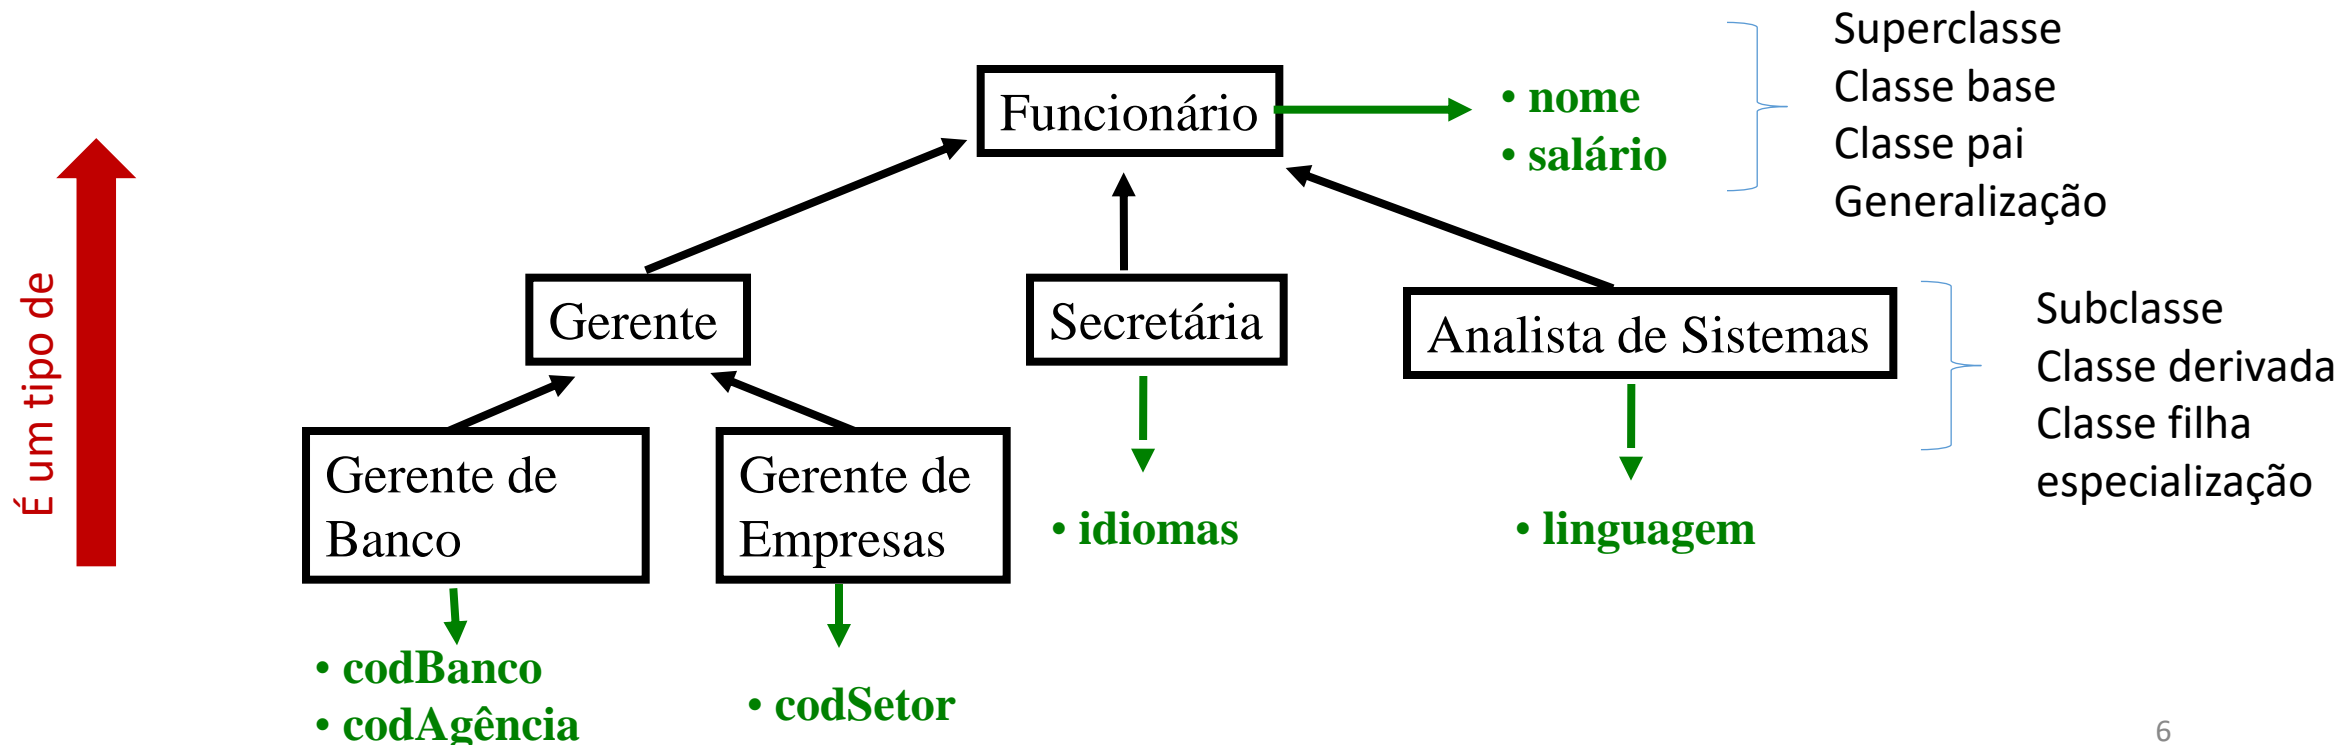 Superclasse
Classe base
Classe pai
Generalização
Funcionário
• nome
• salário
É um tipo de
Gerente
Secretária
Analista de Sistemas
Subclasse
Classe derivada
Classe filha
especialização
Gerente de
Banco
Gerente de
Empresas
• idiomas
• linguagem
• codBanco
• codAgência
• codSetor
6